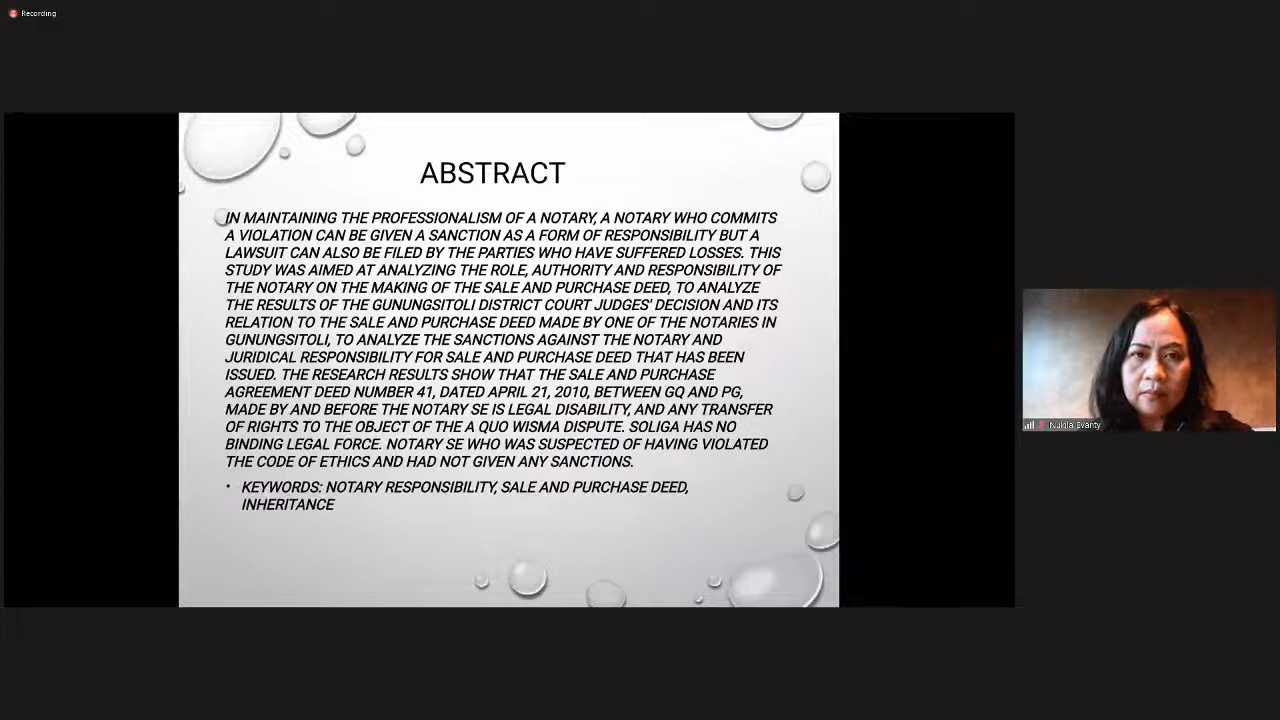 Recording
ABSTRACT
IN MAINTAINING THE PROFESSIONALISM OF A NOTARY, A NOTARY WHO COMMITS
A VIOLATION CAN BE GIVEN A SANCTION AS A FORM OF RESPONSIBILITY BUT A
LAWSUIT CAN ALSO BE FILED BY THE PARTIES WHO HAVE SUFFERED LOSSES. THIS
STUDY WAS AIMED AT ANALYZING THE ROLE, AUTHORITY AND RESPONSIBILITY OF
THE NOTARY ON THE MAKING OF THE SALE AND PURCHASE DEED, TO ANALYZE
THE RESULTS OF THE GUNUNGSITOLI DISTRICT COURT JUDGES' DECISION AND ITS
RELATION TO THE SALE AND PURCHASE DEED MADE BY ONE OF THE NOTARIES IN
GUNUNGSITOLI, TO ANALYZE THE SANCTIONS AGAINST THE NOTARY AND
JURIDICAL RESPONSIBILITY FOR SALE AND PURCHASE DEED THAT HAS BEEN
ISSUED. THE RESEARCH RESULTS SHOW THAT THE SALE AND PURCHASE
AGREEMENT DEED NUMBER 41, DATED APRIL 21, 2010, BETWEEN GQ AND PG,
MADE BY AND BEFORE THE NOTARY SE IS LEGAL DISABILITY, AND ANY TRANSFER
OF RIGHTS TO THE OBJECT OF THE A QUO WISMA DISPUTE. SOLIGA HAS NO
BINDING LEGAL FORCE. NOTARY SE WHO WAS SUSPECTED OF HAVING VIOLATED
THE CODE OF ETHICS AND HAD NOT GIVEN ANY SANCTIONS.
• KEYWORDS: NOTARY RESPONSIBILITY, SALE AND PURCHASE DEED,
INHERITANCE
Nukila Evanty